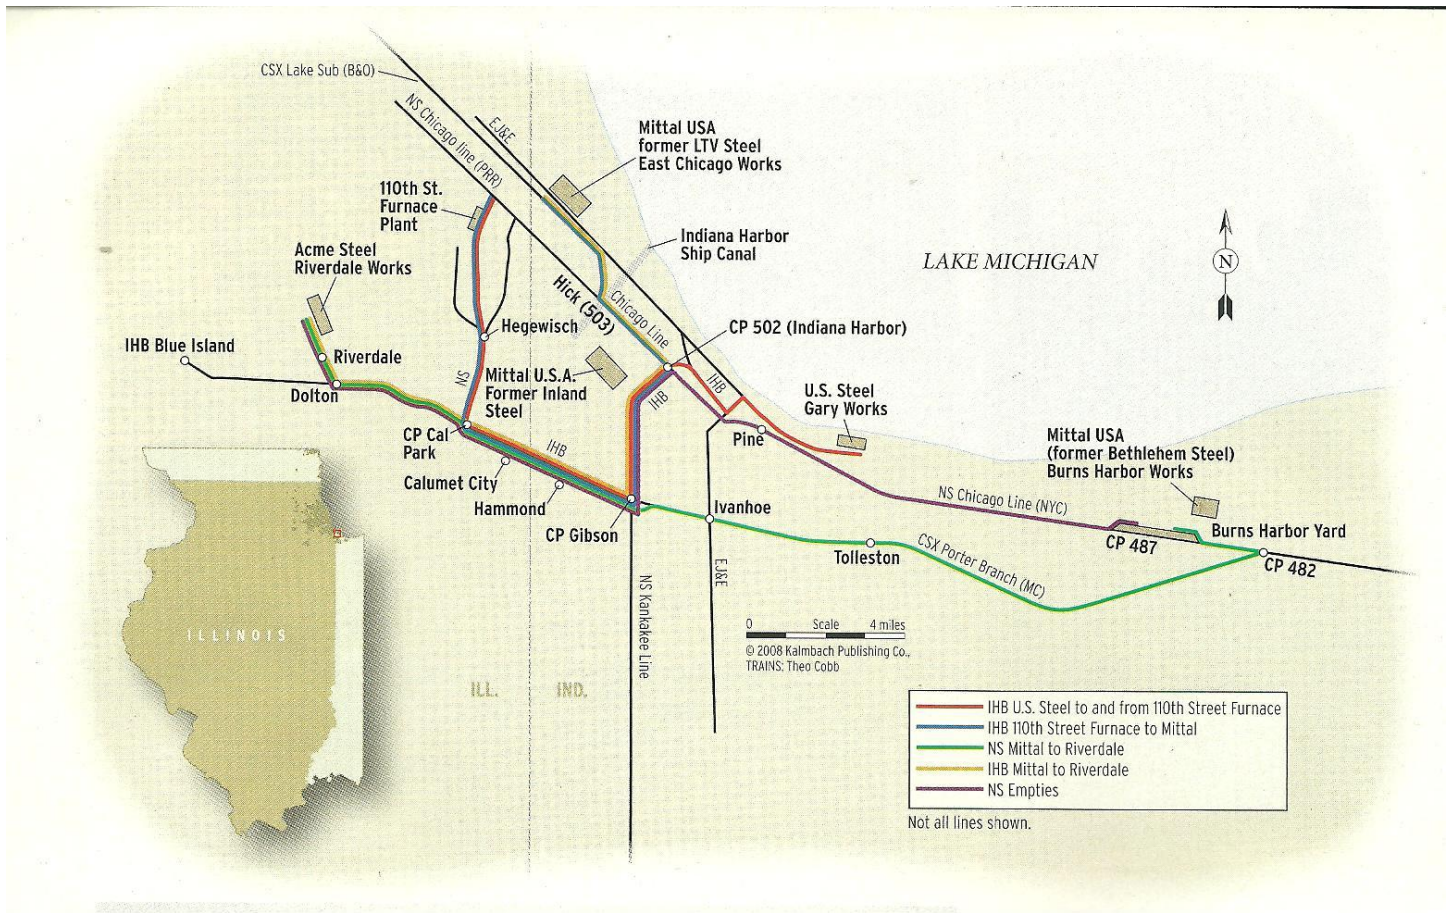 CSX Lake Sub (B&O)
NS Chicago line (PRR)
EJ&E
Mittal USA
former LTV Steel
East Chicago Works
110th St.
Furnace
Plant
Acme Steel
Riverdale Works
Indiana Harbor
Ship Canal
LAKE MICHIGAN
N
Hick (503)
Chicago Line
CP 502 (Indiana Harbor)
Hegewisch
IHB Blue Island
Riverdale
Dolton
NS
Mittal U.S.A.
Former Inland
Steel
IHB
IHB
U.S. Steel
Gary Works
CP Cal
Park
IHB
Pine
Calumet City
Hammond
CP Gibson
Ivanhoe
Mittal USA
(former Bethlehem Steel)
Burns Harbor Works
NS Chicago Line (NYC)
Burns Harbor Yard
CP 487
CP 482
Tolleston
CSX Porter Branch (MC)
EJ&E
NS Kankakee Line
0 Scale 4 miles
© 2008 Kalmbach Publishing Co.,
TRAINS: Theo Cobb
ILLINOIS
ILL. IND.
IHB U.S. Steel to and from 110th Street Furnace
IHB 110th Street Furnace to Mittal
NS Mittal to Riverdale
IHB Mittal to Riverdale
NS Empties
Not all lines shown.